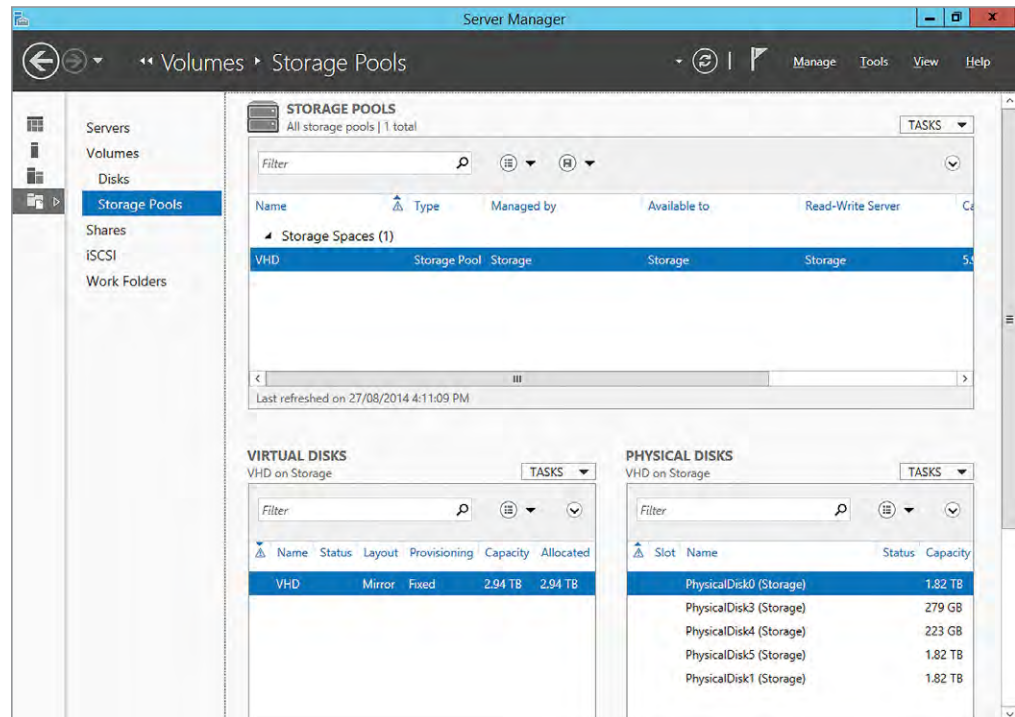 Server Manager
Volumes Storage Pools
Manage Tools View Help
Servers
Volumes
Disks
Storage Pools
Shares
iSCSI
Work Folders
STORAGE POOLS
All storage pools | 1 total
TASKS
Filter
Name Type Managed by Available to Read-Write Server Ca
Storage Spaces (1)
VHD Storage Pool Storage Storage Storage 5.9
Last refreshed on 27/08/2014 4:11:09 PM
VIRTUAL DISKS
VHD on Storage
TASKS
Filter
Name Status Layout Provisioning Capacity Allocated
VHD Mirror Fixed 2.94 TB 2.94 TB
PHYSICAL DISKS
VHD on Storage
TASKS
Filter
Slot Name Status Capacity
PhysicalDisk0 (Storage) 1.82 TB
PhysicalDisk3 (Storage) 279 GB
PhysicalDisk4 (Storage) 223 GB
PhysicalDisk5 (Storage) 1.82 TB
PhysicalDisk1 (Storage) 1.82 TB